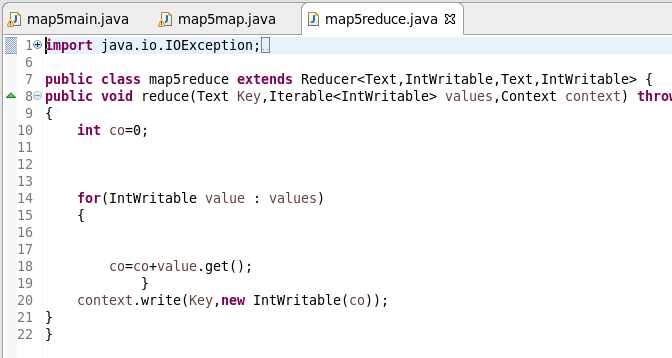 map5main.java map5map.java map5reduce.java
1 import java.io.IOException;
6
7 public class map5reduce extends Reducer<Text,IntWritable,Text,IntWritable> {
8 public void reduce(Text Key,Iterable<IntWritable> values,Context context) throw
9 {
10     int co=0;
11
12
13
14     for(IntWritable value : values)
15     {
16
17
18         co=co+value.get();
19             }
20     context.write(Key,new IntWritable(co));
21 }
22 }